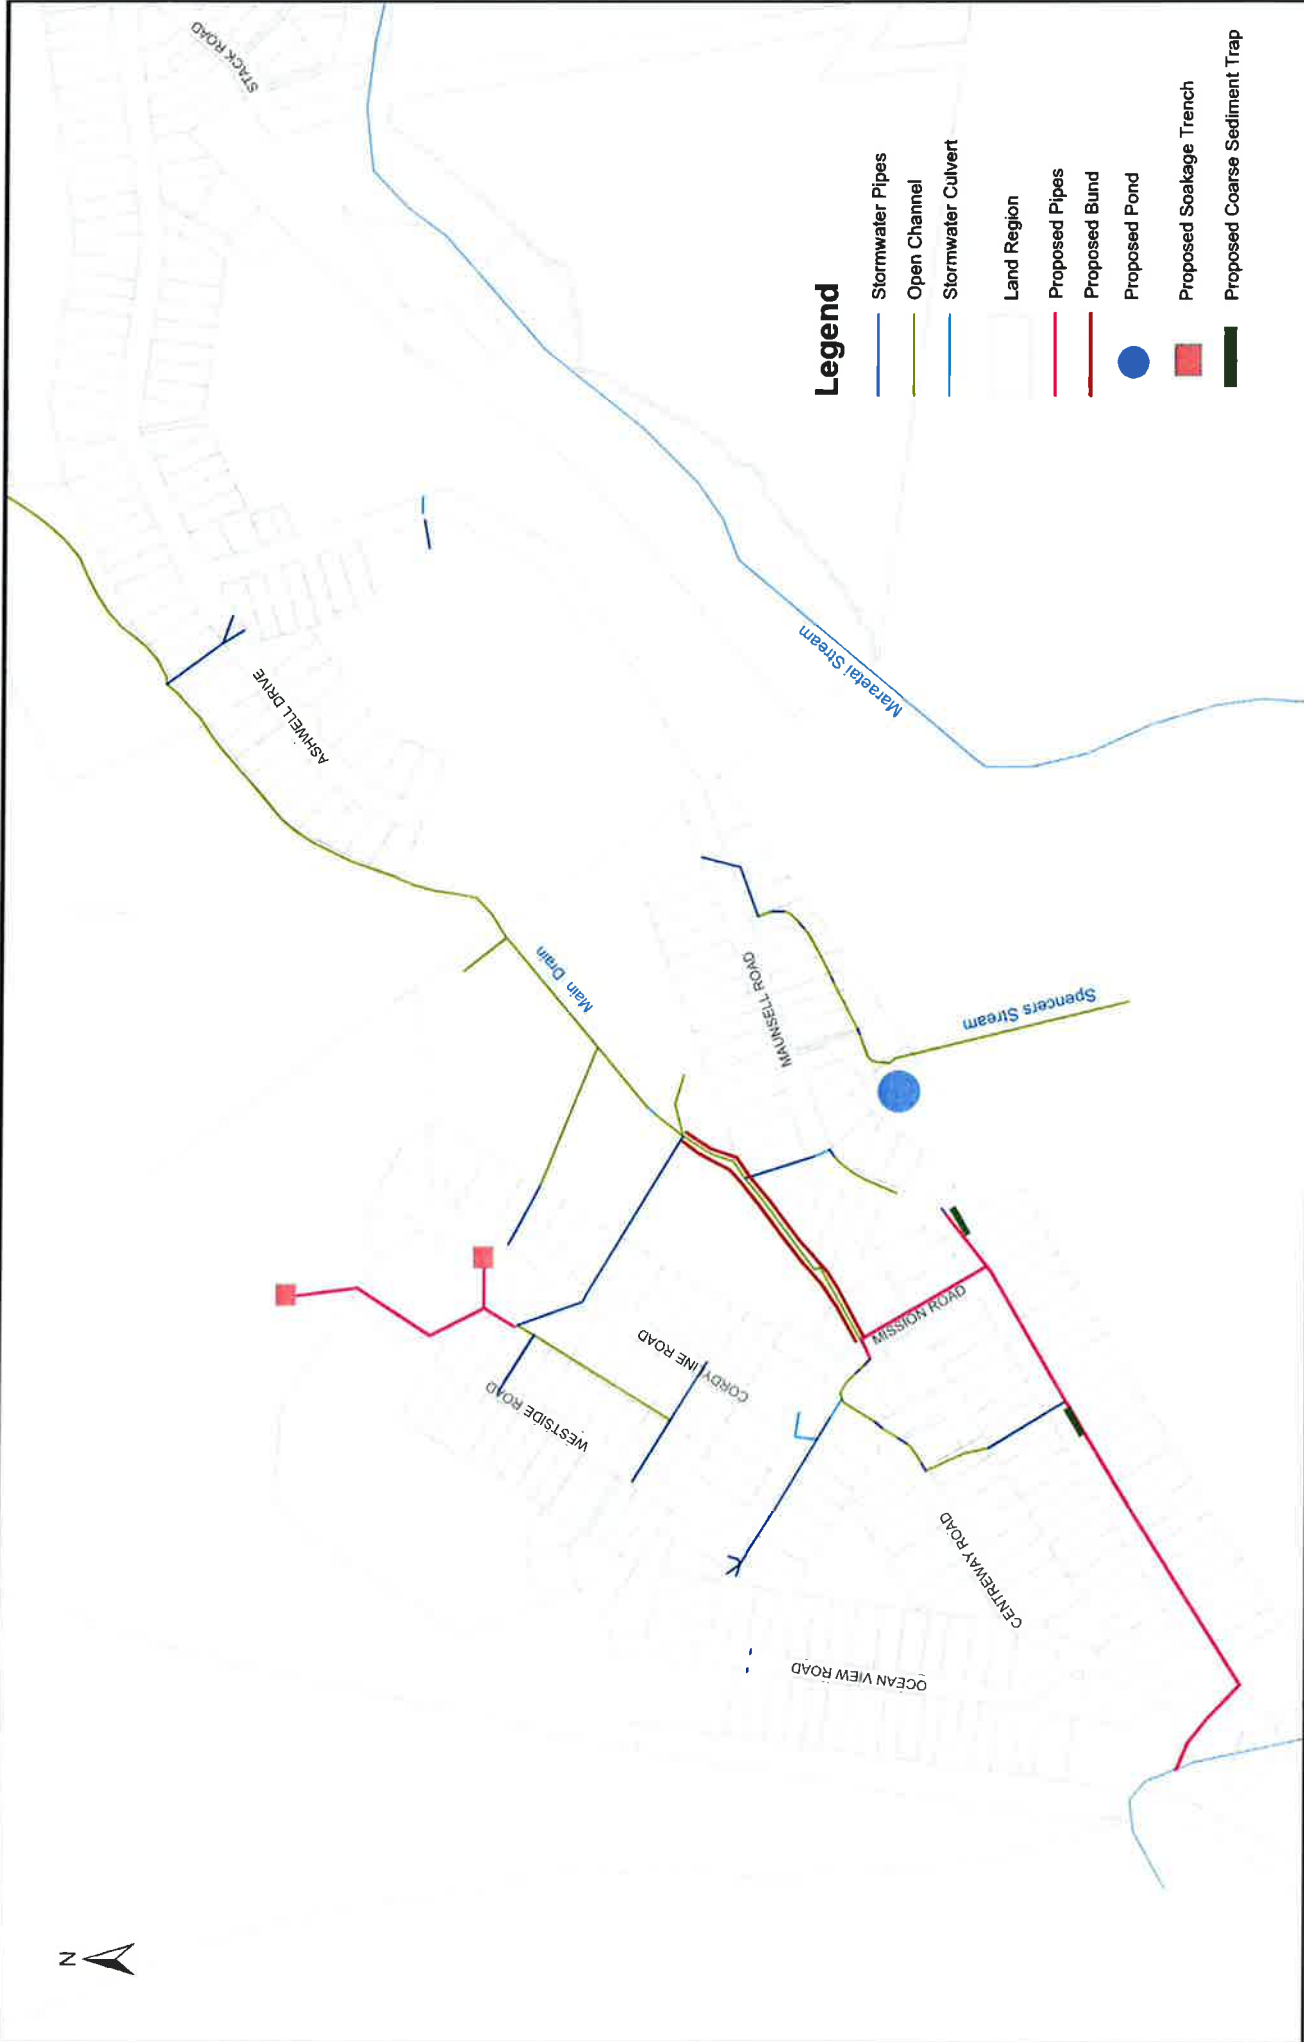 STACK ROAD
ASHWELL DRIVE
Main Drain
Maraetai Stream
MAUNSELL ROAD
Spencers Stream
MISSION ROAD
CORDYLINE ROAD
WESTSIDE ROAD
CENTREWAY ROAD
OCEAN VIEW ROAD
N
Legend
Stormwater Pipes
Open Channel
Stormwater Culvert
Land Region
Proposed Pipes
Proposed Bund
Proposed Pond
Proposed Soakage Trench
Proposed Coarse Sediment Trap